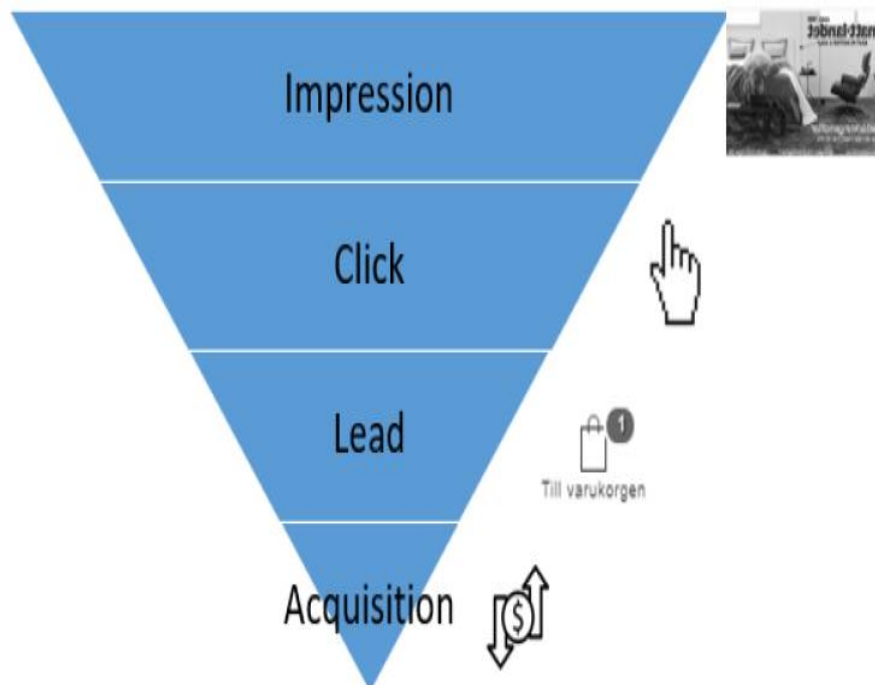 Impression
Click
Lead
1
Till varukorgen
Acquisition
$